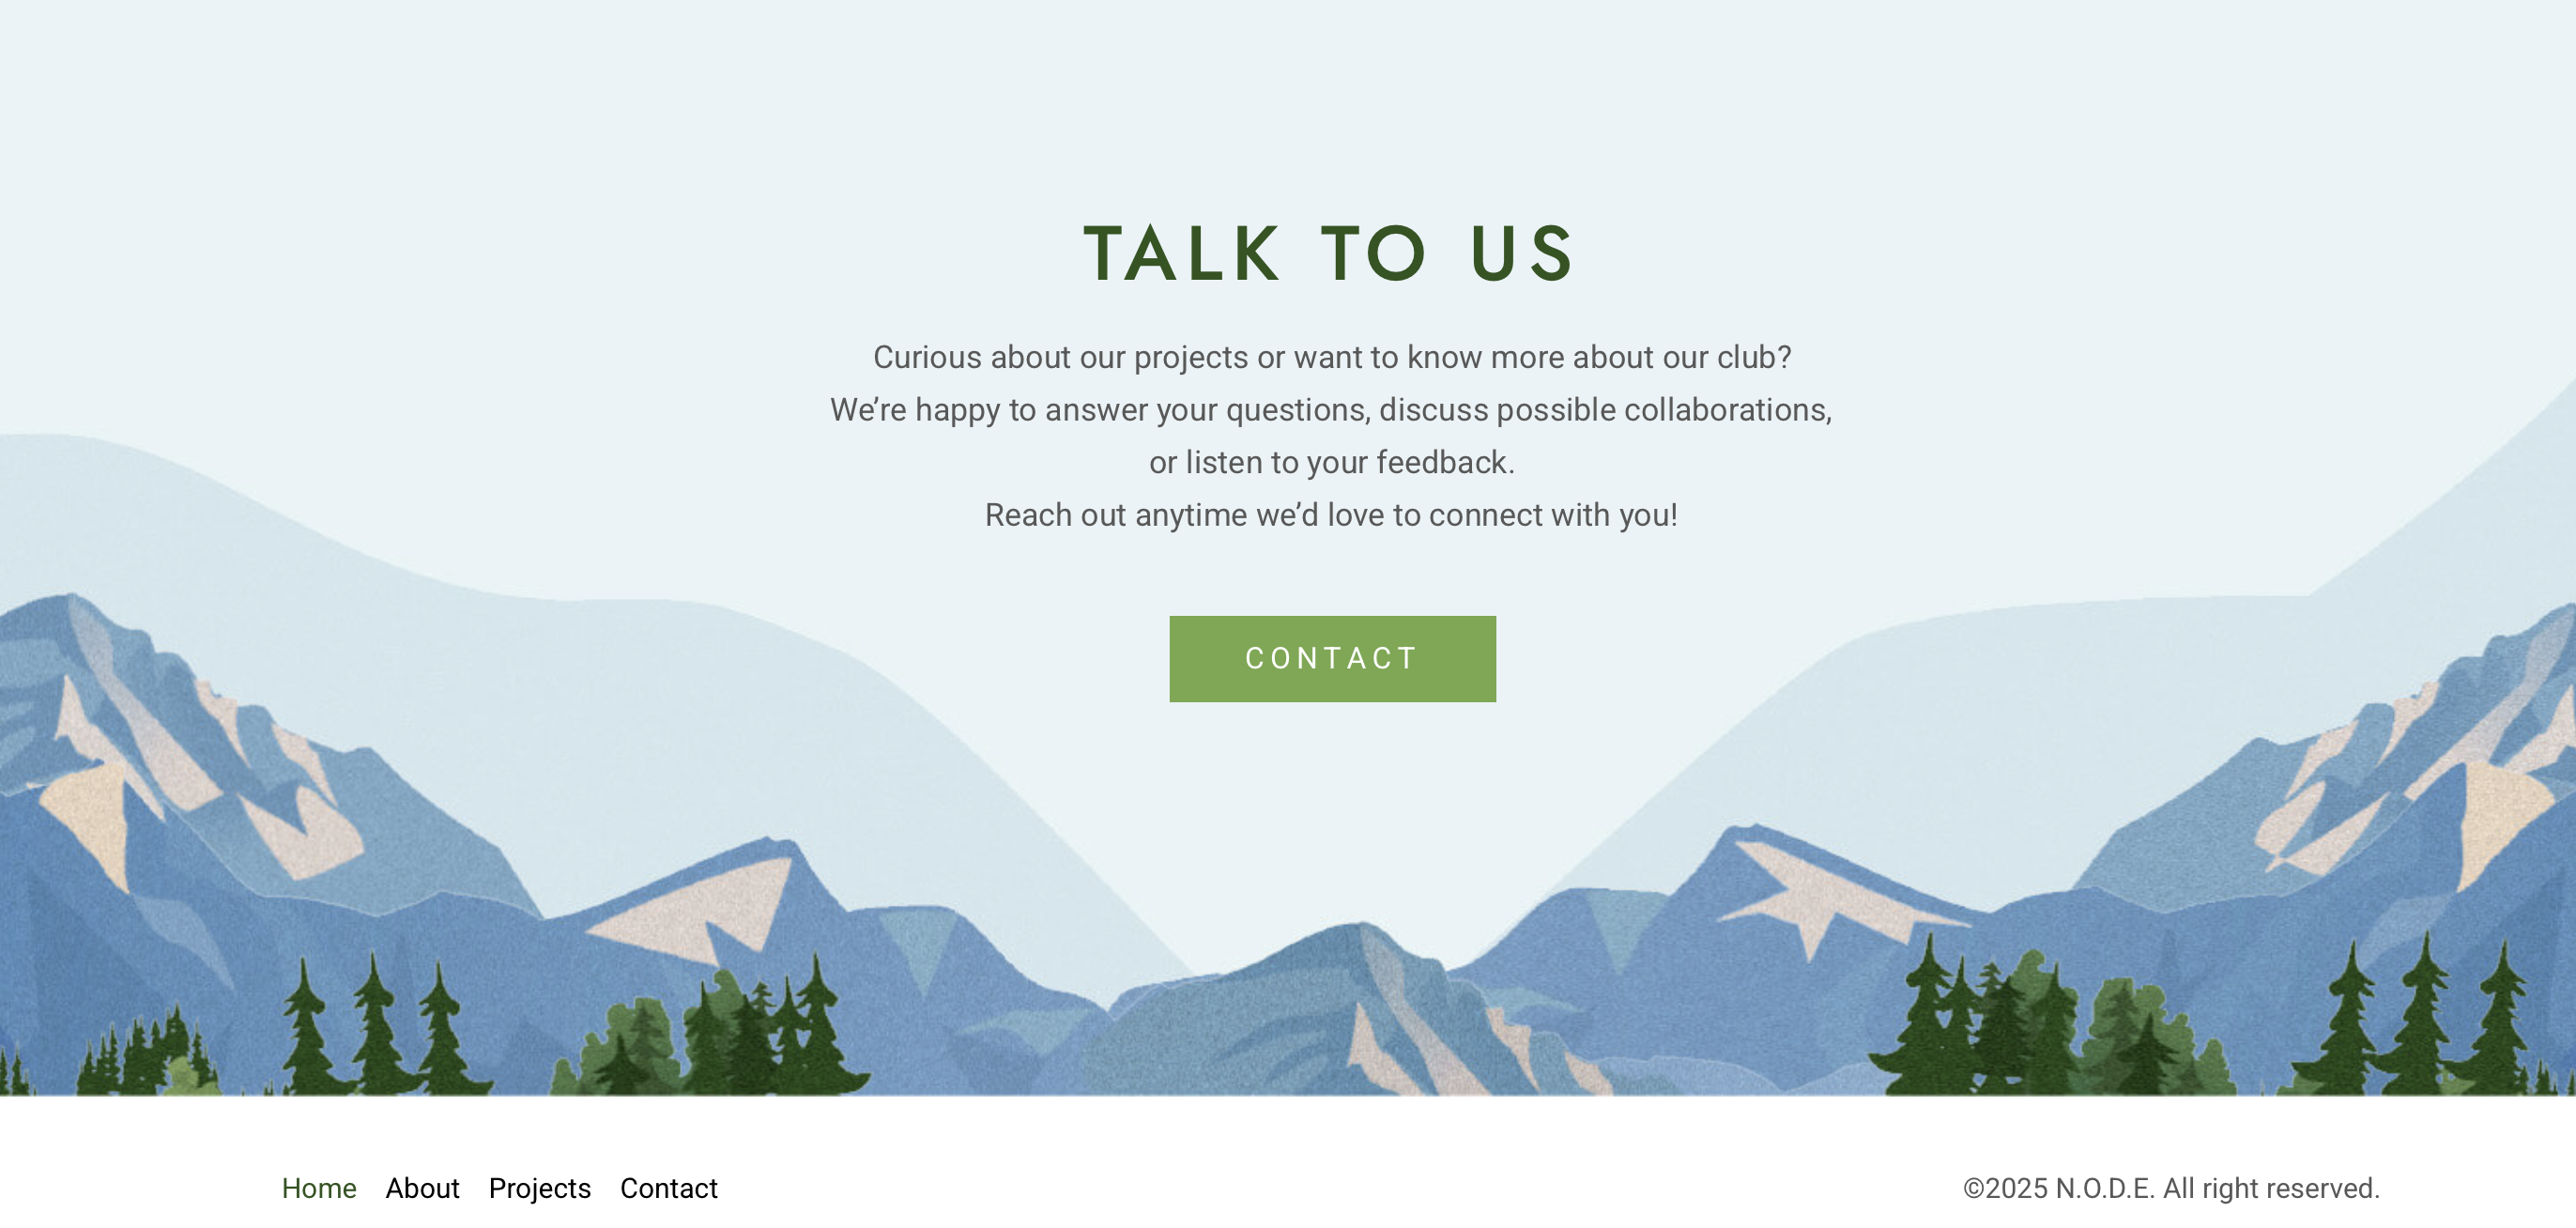 TALK TO US
Curious about our projects or want to know more about our club?
We’re happy to answer your questions, discuss possible collaborations,
or listen to your feedback.
Reach out anytime we’d love to connect with you!
CONTACT
Home About Projects Contact
©2025 N.O.D.E. All right reserved.